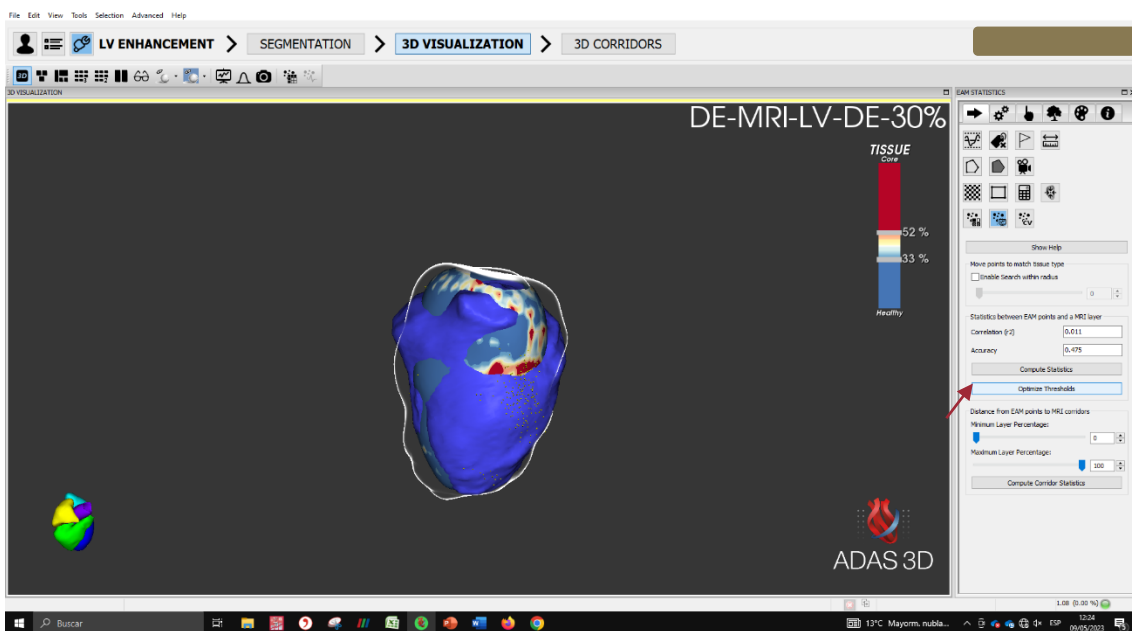 File Edit View Tools Selection Advanced Help
LV ENHANCEMENT
SEGMENTATION
3D VISUALIZATION
3D CORRIDORS
3D
3D VISUALIZATION
EAM STATISTICS
DE-MRI-LV-DE-30%
TISSUE
Core
52 %
33 %
Healthy
Show Help
Move points to match tissue type
Enable Search within radius
0
Statistics between EAM points and a MRI layer
Correlation (r2)
0.011
Accuracy
0.475
Compute Statistics
Optimize Thresholds
Distance from EAM points to MRI corridors
Minimum Layer Percentage:
0
Maximum Layer Percentage:
100
Compute Corridor Statistics
ADAS 3D
1.08 (0.00 %)
Buscar
13°C Mayorm. nubla...
ESP
12:24
09/05/2023